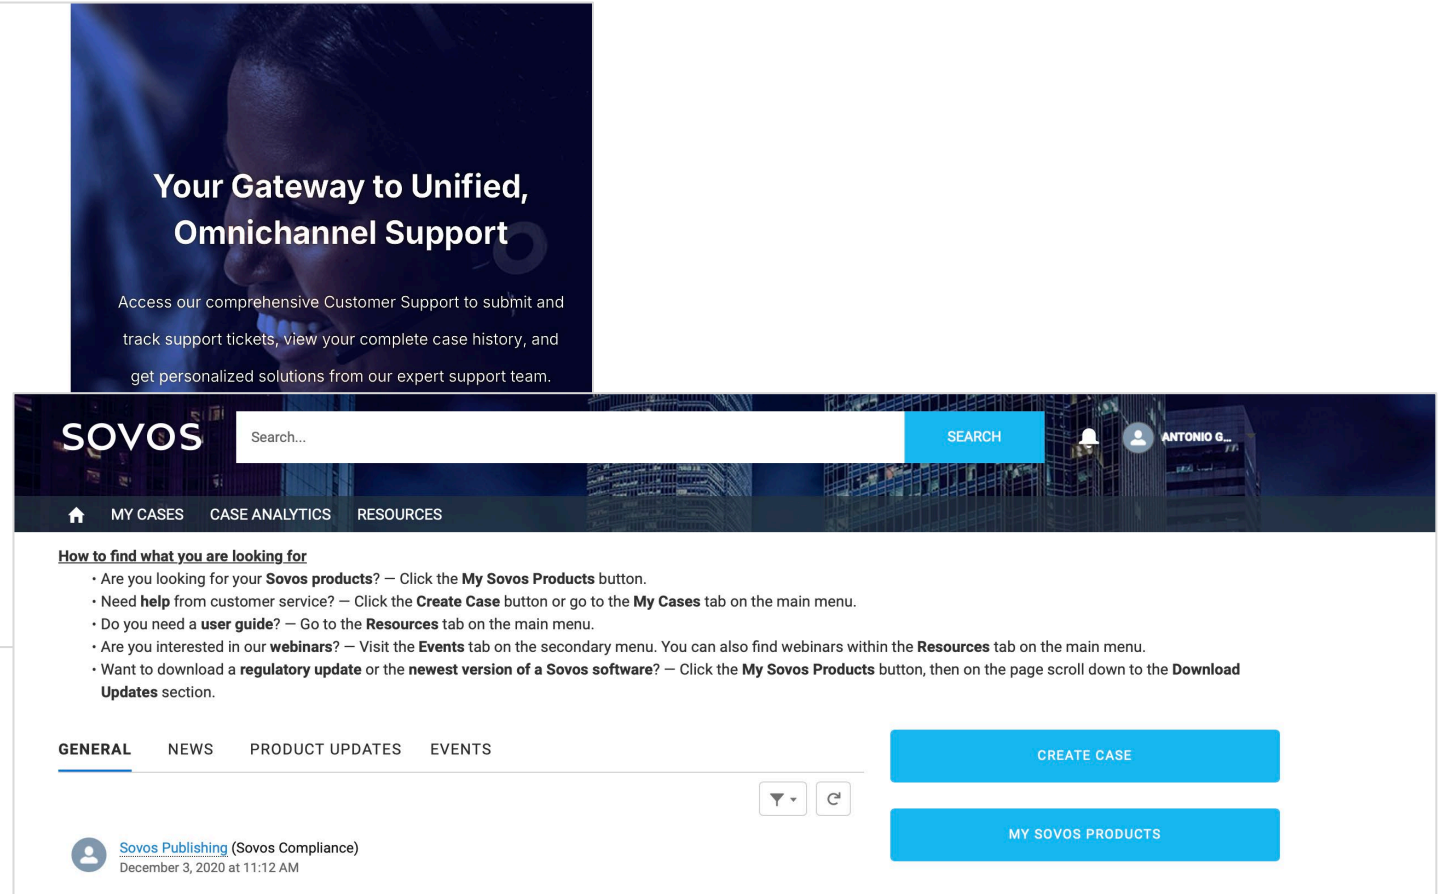 Your Gateway to Unified,
Omnichannel Support
Access our comprehensive Customer Support to submit and
track support tickets, view your complete case history, and
get personalized solutions from our expert support team.
SOVOS
Search...
SEARCH
ANTONIO G...
MY CASES CASE ANALYTICS RESOURCES
How to find what you are looking for
• Are you looking for your Sovos products? — Click the My Sovos Products button.
• Need help from customer service? — Click the Create Case button or go to the My Cases tab on the main menu.
• Do you need a user guide? — Go to the Resources tab on the main menu.
• Are you interested in our webinars? — Visit the Events tab on the secondary menu. You can also find webinars within the Resources tab on the main menu.
• Want to download a regulatory update or the newest version of a Sovos software? — Click the My Sovos Products button, then on the page scroll down to the Download
Updates section.
GENERAL NEWS PRODUCT UPDATES EVENTS
CREATE CASE
MY SOVOS PRODUCTS
Sovos Publishing (Sovos Compliance)
December 3, 2020 at 11:12 AM